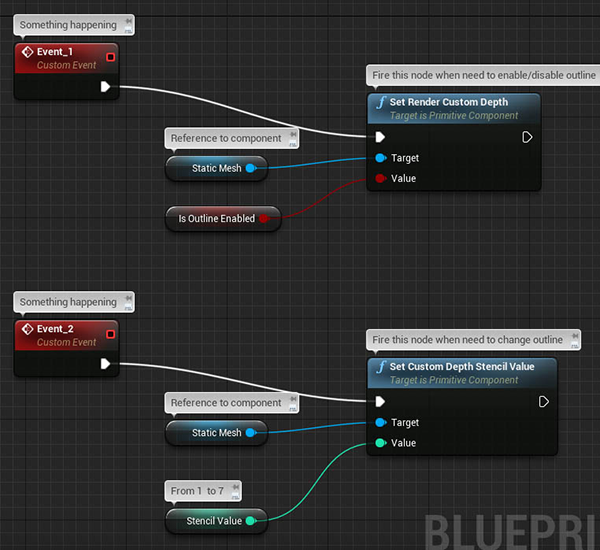 Something happening
Event_1
Custom Event
Fire this node when need to enable/disable outline
Set Render Custom Depth
Target is Primitive Component
Reference to component
Static Mesh
Target
Value
Is Outline Enabled
Something happening
Event_2
Custom Event
Fire this node when need to change outline
Set Custom Depth Stencil Value
Target is Primitive Component
Reference to component
Static Mesh
Target
Value
From 1 to 7
Stencil Value
BLUEPRI